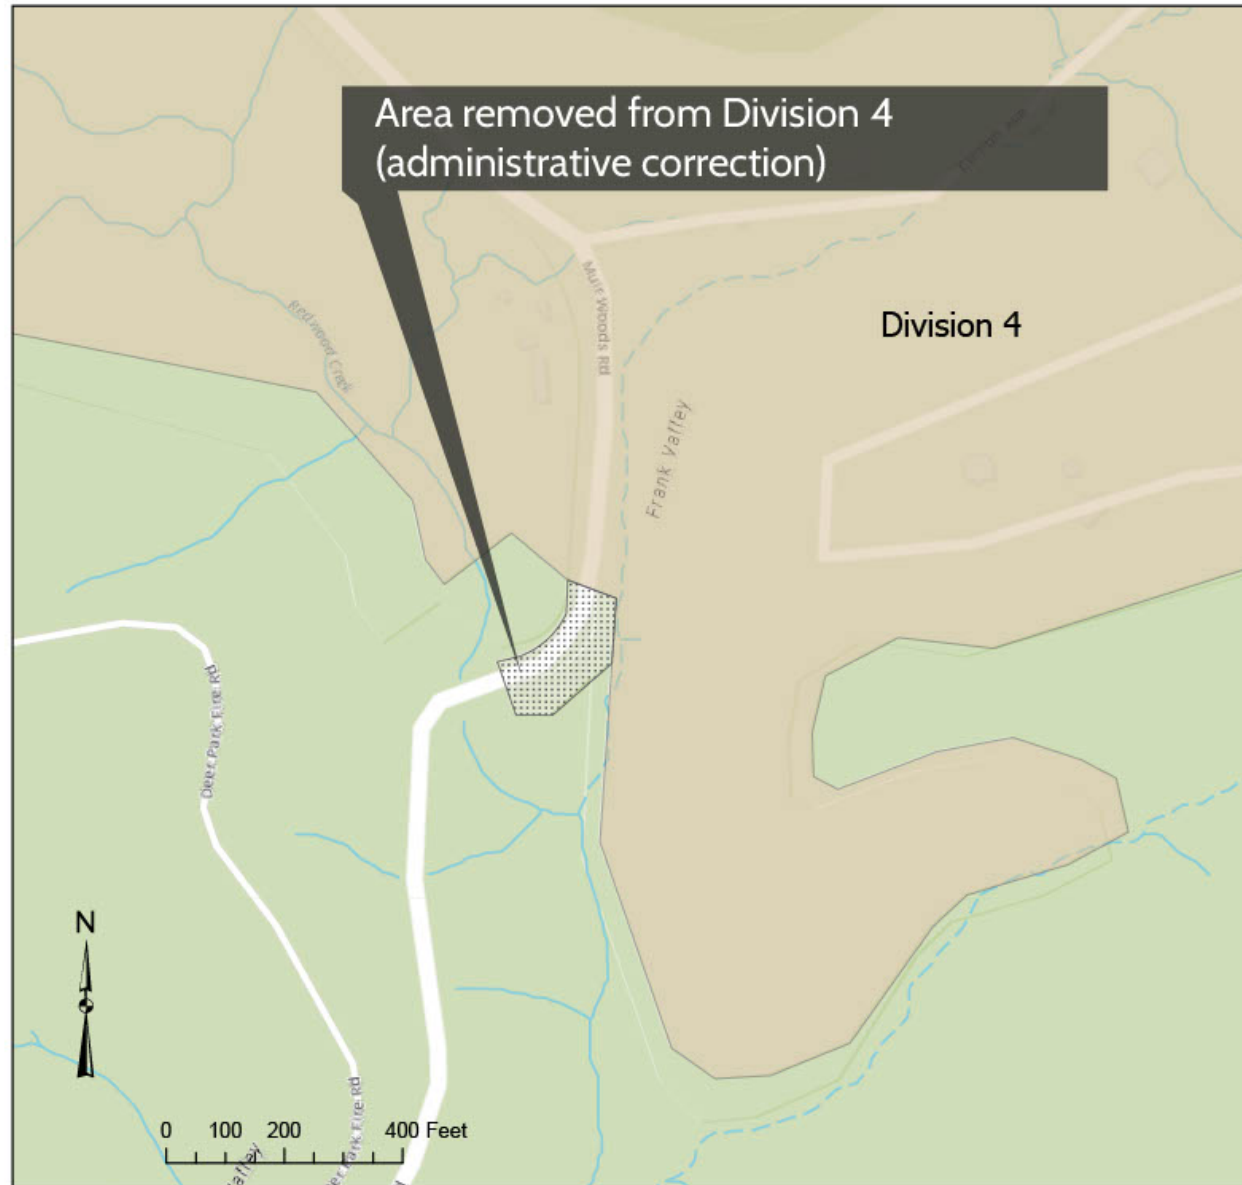 Area removed from Division 4
(administrative correction)
Muir Woods Rd
Redwood Creek
Division 4
Frank Valley
Deer Park Fire Rd
N
0 100 200 400 Feet
Valley
Park Fire Rd